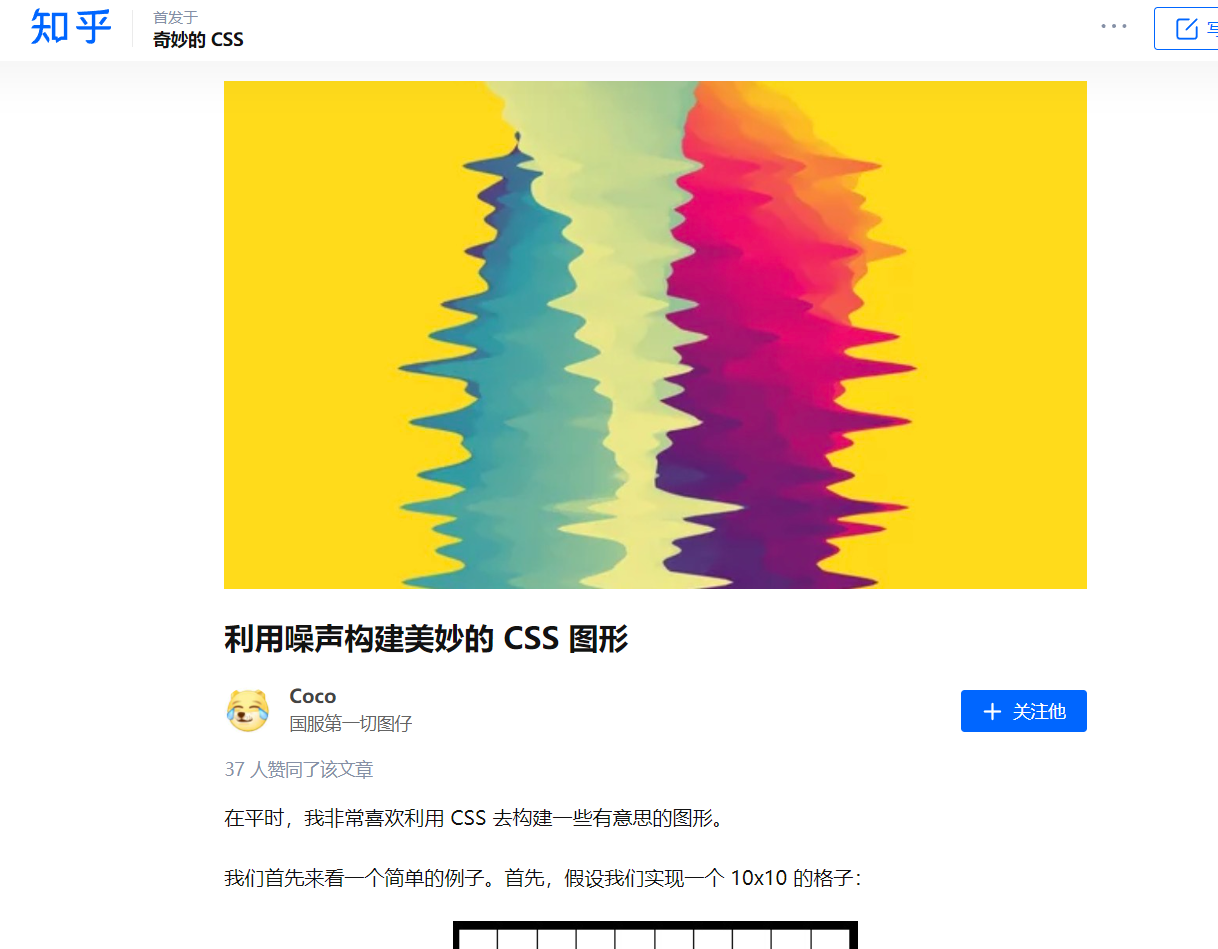 知乎
首发于
奇妙的 CSS
写
利用噪声构建美妙的 CSS 图形
Coco
国服第一切图仔
关注他
37 人赞同了该文章
在平时，我非常喜欢利用 CSS 去构建一些有意思的图形。
我们首先来看一个简单的例子。首先，假设我们实现一个 10x10 的格子：